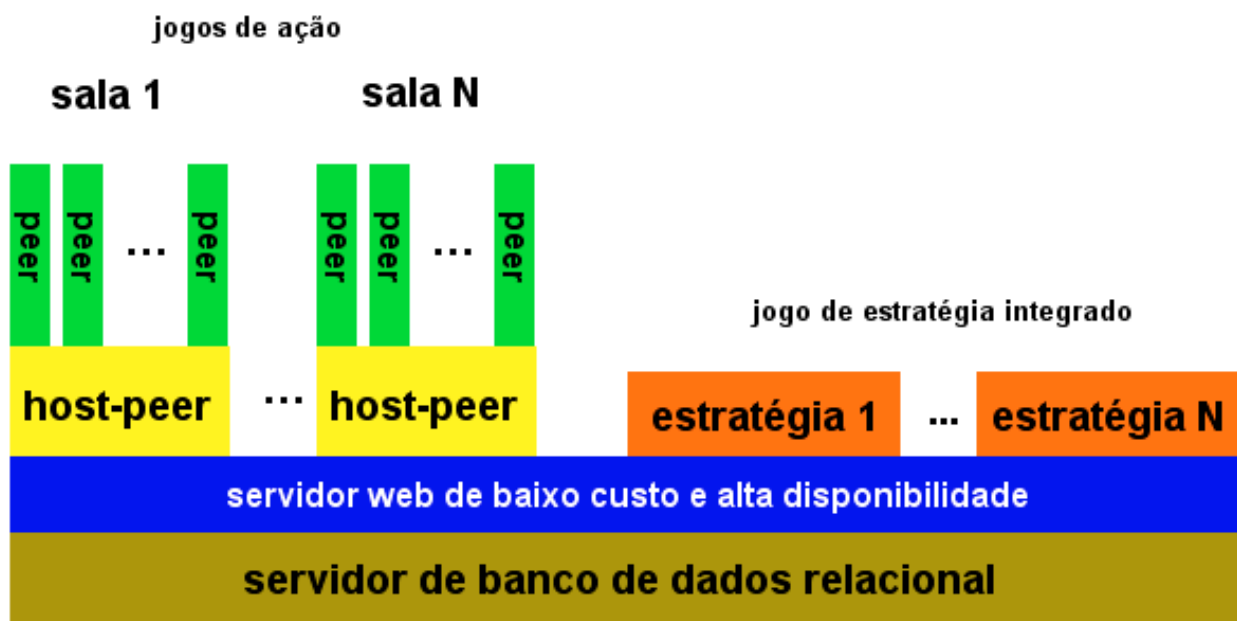 jogos de ação
sala 1 sala N
peer peer ... peer peer peer ... peer
jogo de estratégia integrado
host-peer ... host-peer estratégia 1 ... estratégia N
servidor web de baixo custo e alta disponibilidade
servidor de banco de dados relacional